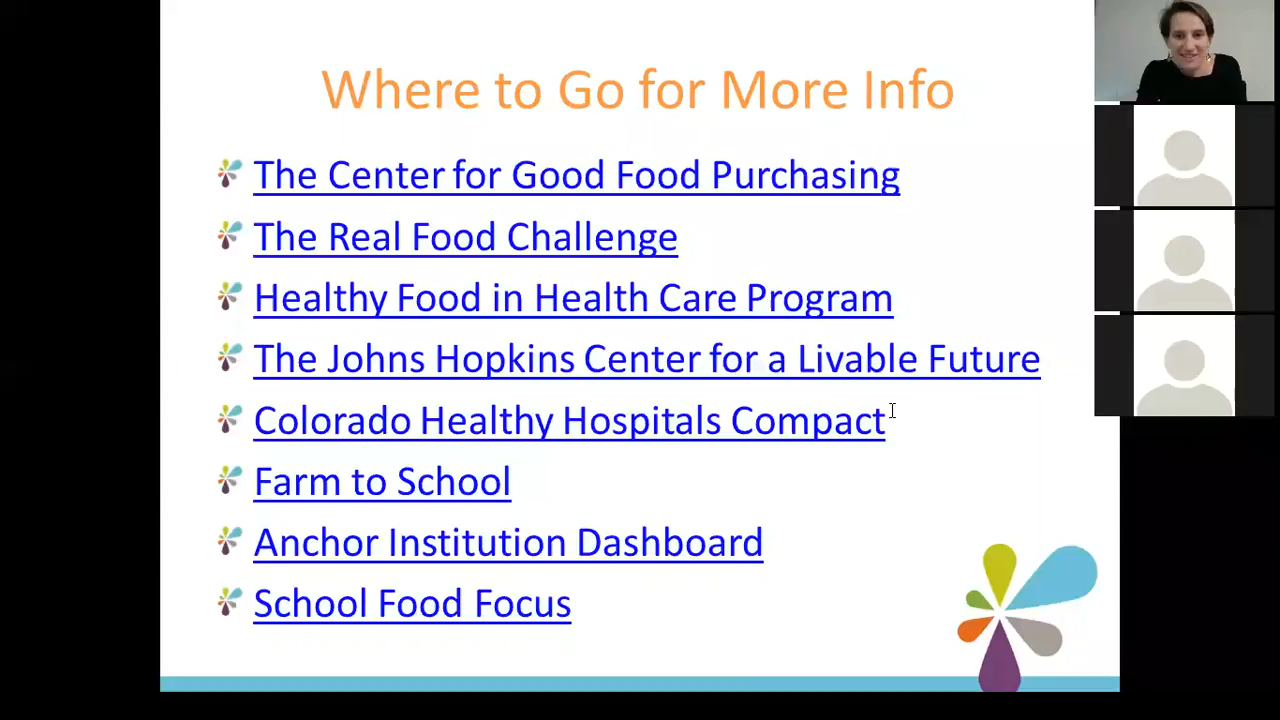 Where to Go for More Info
The Center for Good Food Purchasing
The Real Food Challenge
Healthy Food in Health Care Program
The Johns Hopkins Center for a Livable Future
Colorado Healthy Hospitals Compact
Farm to School
Anchor Institution Dashboard
School Food Focus